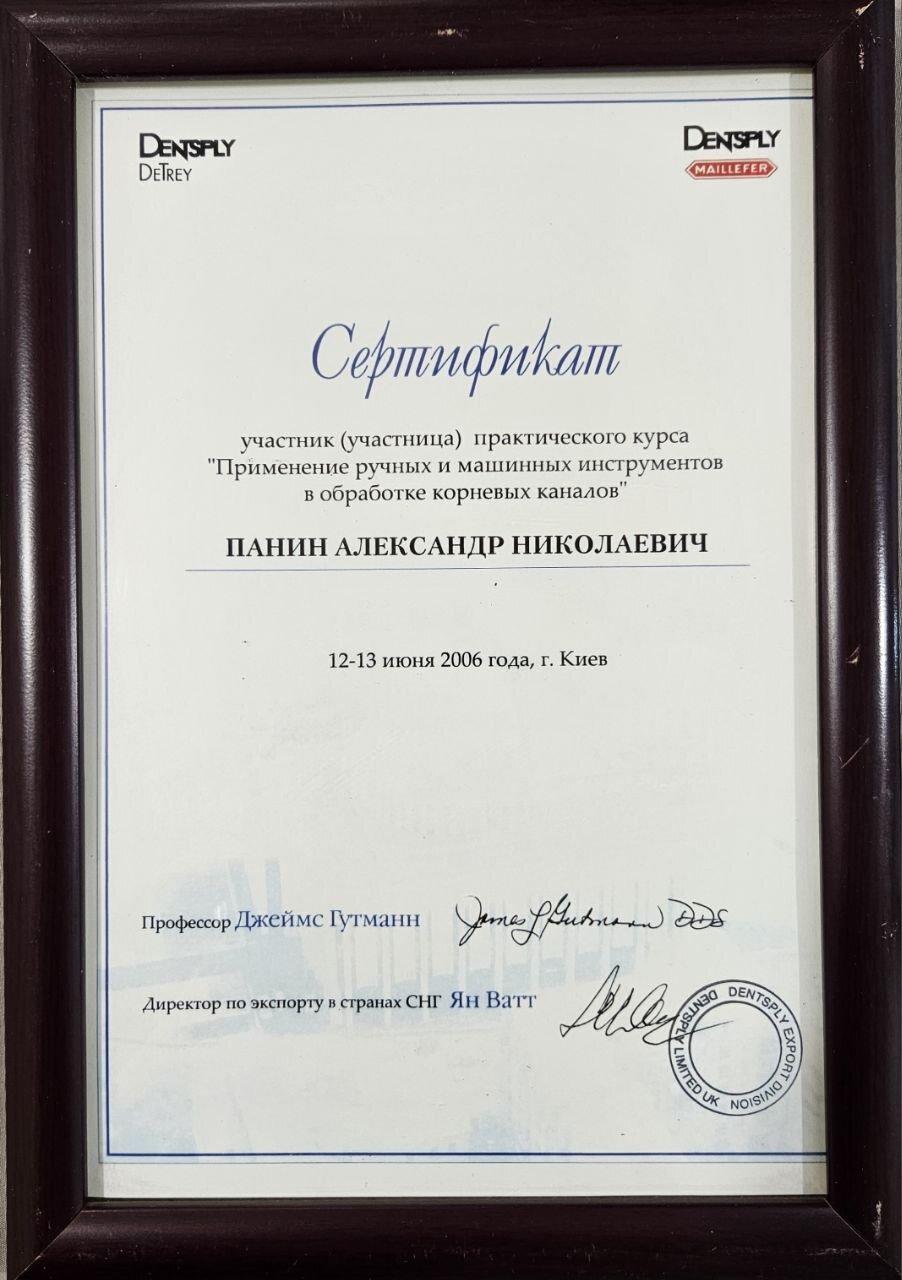 DENTSPLY
DETREY
DENTSPLY
MAILLEFER
Сертификат
участник (участница) практического курса
"Применение ручных и машинных инструментов
в обработке корневых каналов"
ПАНИН АЛЕКСАНДР НИКОЛАЕВИЧ
12-13 июня 2006 года, г. Киев
Профессор Джеймс Гутманн
James L Gutmann DDS
Директор по экспорту в странах СНГ Ян Ватт
DENTSPLY EXPORT DIVISION
DENTSPLY LIMITED UK